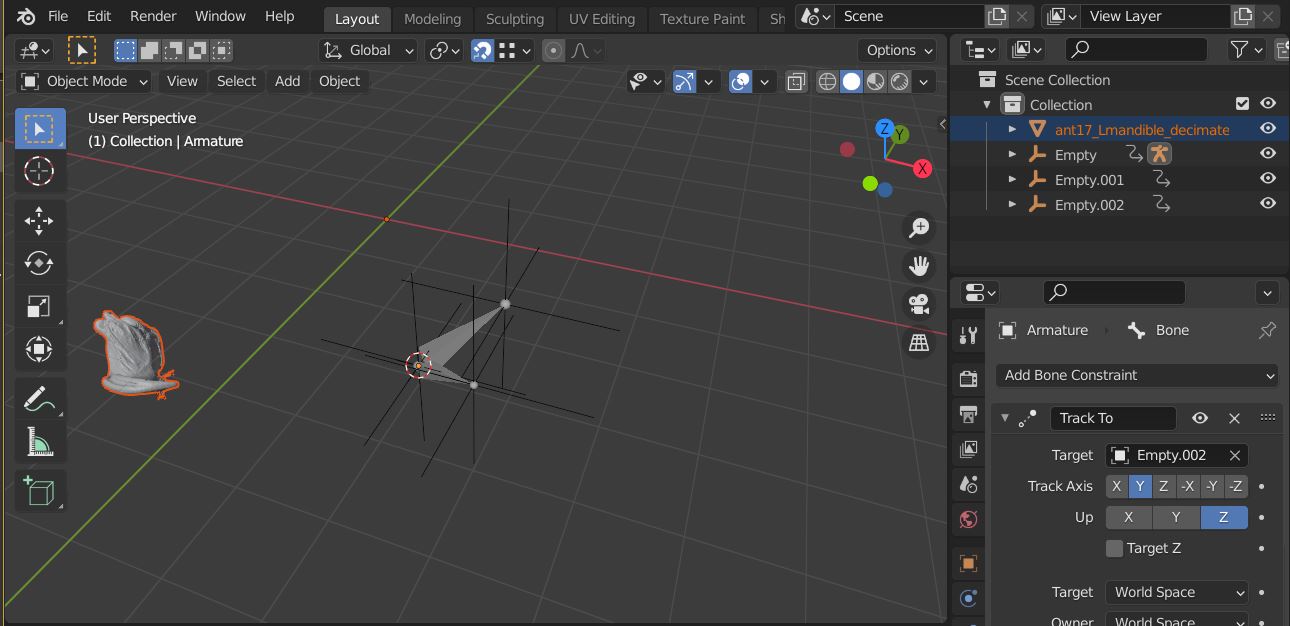 File Edit Render Window Help Layout Modeling Sculpting UV Editing Texture Paint Sh Scene View Layer
Global Options
Object Mode View Select Add Object
User Perspective
(1) Collection | Armature
Z
Y
X
Scene Collection
Collection
ant17_Lmandible_decimate
Empty
Empty.001
Empty.002
Armature Bone
Add Bone Constraint
Track To
Target Empty.002
Track Axis X Y Z -X -Y -Z
Up X Y Z
Target Z
Target World Space
Owner World Space